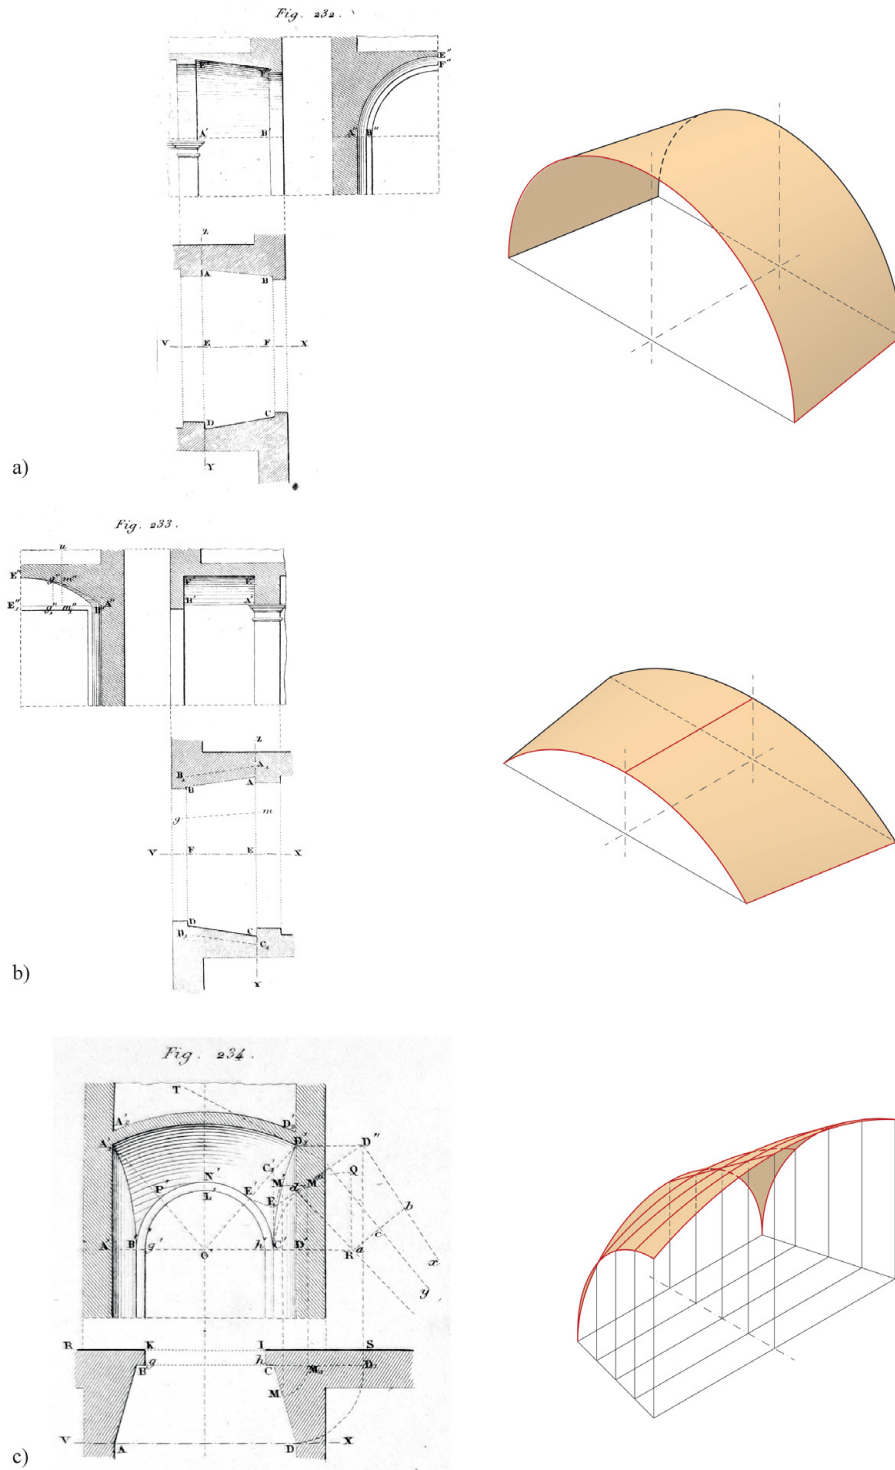 Fig. 232.
E' F' E" F"
A' B' A" B"
Z
A B
V E F X
C
D
Y
a)
Fig. 233.
u
E" g" m" A"
F' E'
B' A'
Z
B A
g m
V F E X
D C
b)
Fig. 234.
T
D"
N' Q
P' L' E M'
b
c
A' B' g' h' C' D' R a
O'
x
y
R K I S
B g h C
M
V A D X
c)